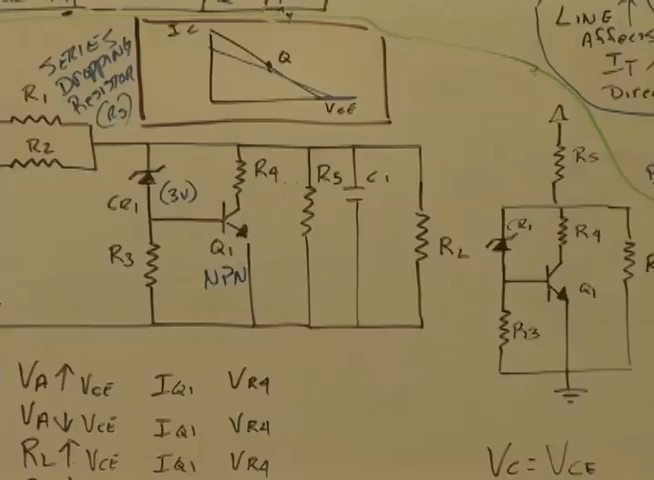 SERIES
DROPPING
RESISTOR
(RS)
IC
Q
VCE
LINE ↑
AFFECTS
IT
DIREC
R1
R2
CR1
(3V)
R4
R5
C1
RL
R3
Q1
NPN
RS
CR1
R4
Q1
R3
VA↑ VCE IQ1 VR4
VA↓ VCE IQ1 VR4
RL↑ VCE IQ1 VR4
VC = VCE